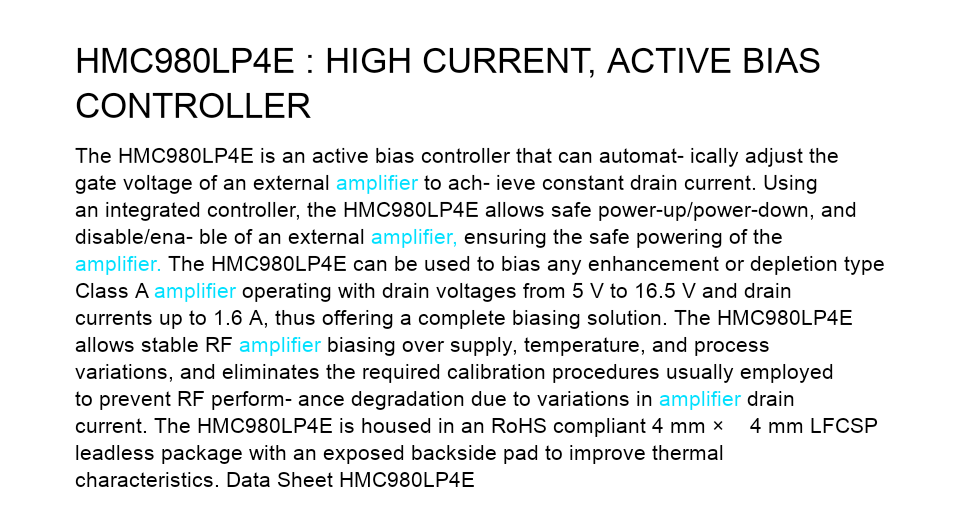 HMC980LP4E : HIGH CURRENT, ACTIVE BIAS
CONTROLLER
The HMC980LP4E is an active bias controller that can automat- ically adjust the
gate voltage of an external amplifier to ach- ieve constant drain current. Using
an integrated controller, the HMC980LP4E allows safe power-up/power-down, and
disable/ena- ble of an external amplifier, ensuring the safe powering of the
amplifier. The HMC980LP4E can be used to bias any enhancement or depletion type
Class A amplifier operating with drain voltages from 5 V to 16.5 V and drain
currents up to 1.6 A, thus offering a complete biasing solution. The HMC980LP4E
allows stable RF amplifier biasing over supply, temperature, and process
variations, and eliminates the required calibration procedures usually employed
to prevent RF perform- ance degradation due to variations in amplifier drain
current. The HMC980LP4E is housed in an RoHS compliant 4 mm × 4 mm LFCSP
leadless package with an exposed backside pad to improve thermal
characteristics. Data Sheet HMC980LP4E